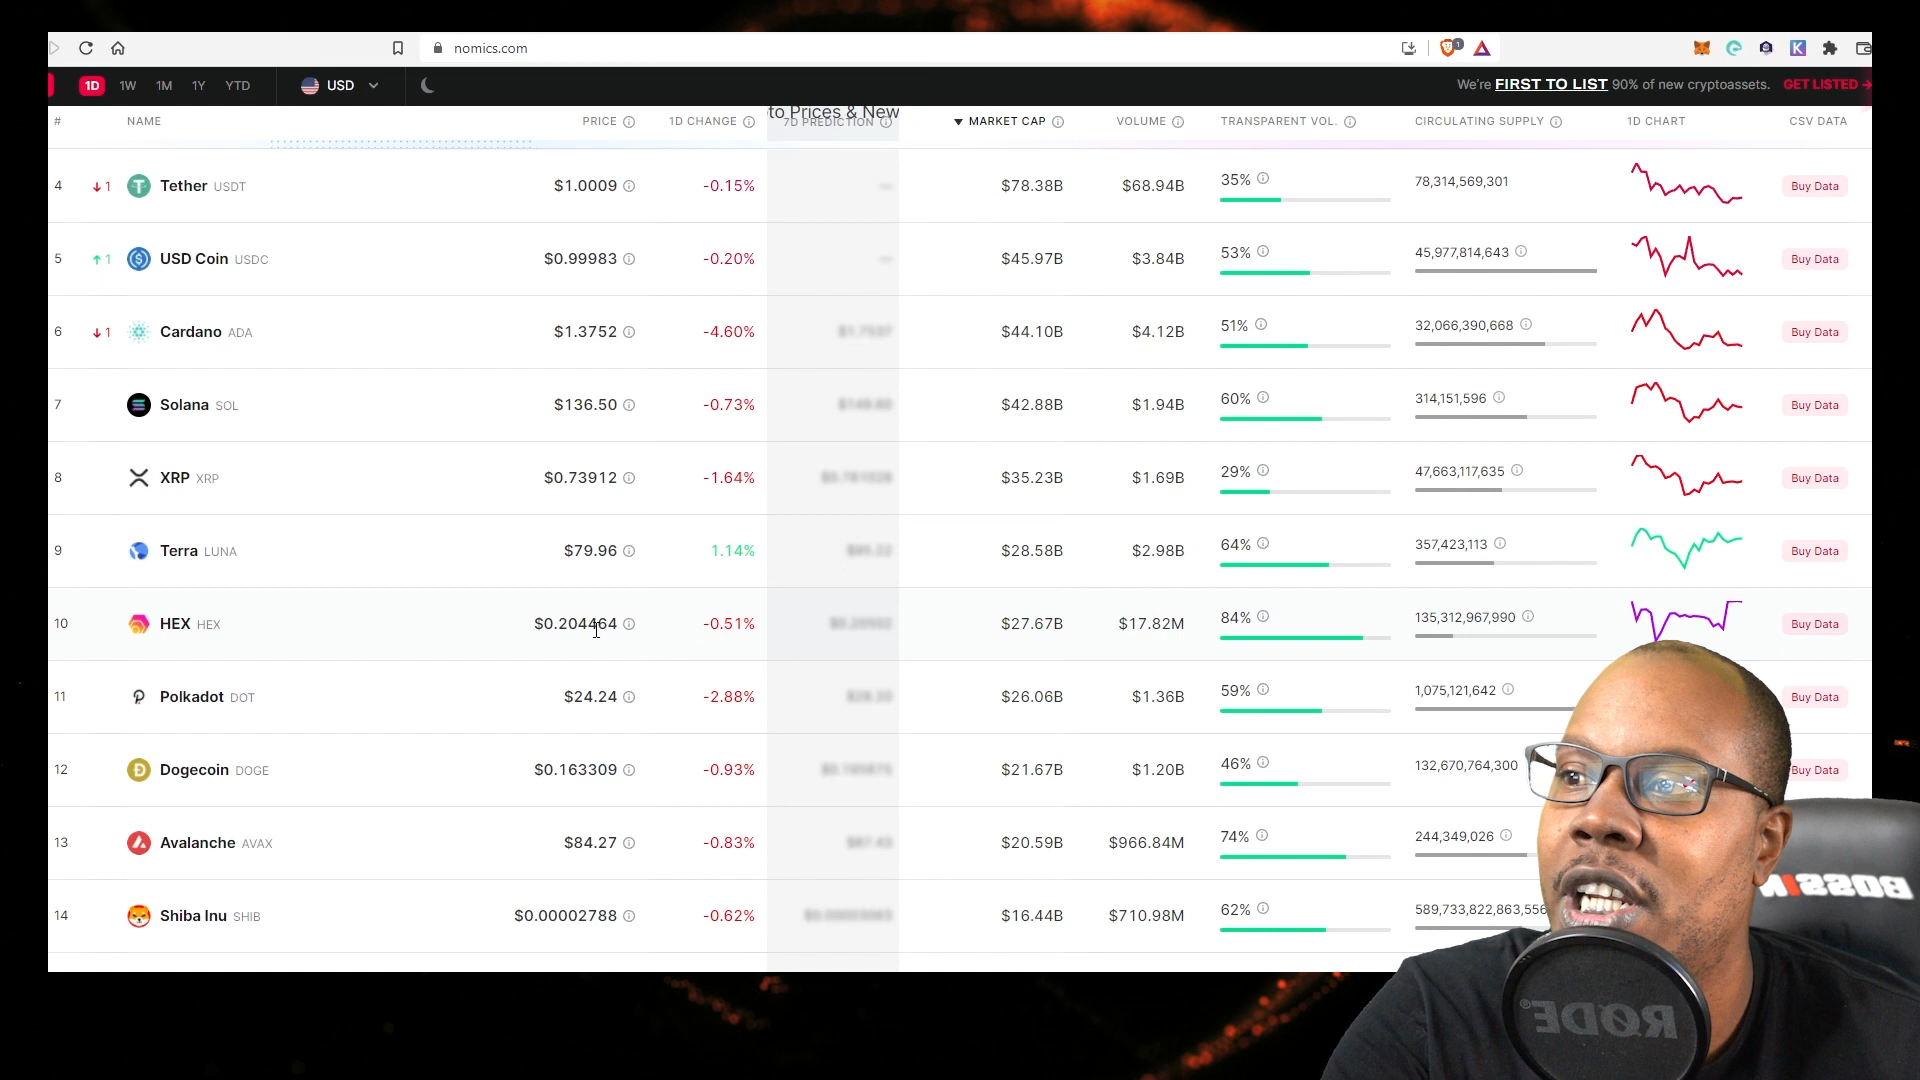 nomics.com
1D 1W 1M 1Y YTD USD We're FIRST TO LIST 90% of new cryptoassets. GET LISTED →
to Prices & New
# NAME PRICE 1D CHANGE 7D PREDICTION ▼ MARKET CAP VOLUME TRANSPARENT VOL. CIRCULATING SUPPLY 1D CHART CSV DATA
4 ↓1 Tether USDT $1.0009 -0.15% — $78.38B $68.94B 35% 78,314,569,301 Buy Data
5 ↑1 USD Coin USDC $0.99983 -0.20% — $45.97B $3.84B 53% 45,977,814,643 Buy Data
6 ↓1 Cardano ADA $1.3752 -4.60% $44.10B $4.12B 51% 32,066,390,668 Buy Data
7 Solana SOL $136.50 -0.73% $42.88B $1.94B 60% 314,151,596 Buy Data
8 XRP XRP $0.73912 -1.64% $35.23B $1.69B 29% 47,663,117,635 Buy Data
9 Terra LUNA $79.96 1.14% $28.58B $2.98B 64% 357,423,113 Buy Data
10 HEX HEX $0.204464 -0.51% $27.67B $17.82M 84% 135,312,967,990 Buy Data
11 Polkadot DOT $24.24 -2.88% $26.06B $1.36B 59% 1,075,121,642 Buy Data
12 Dogecoin DOGE $0.163309 -0.93% $21.67B $1.20B 46% 132,670,764,300 Buy Data
13 Avalanche AVAX $84.27 -0.83% $20.59B $966.84M 74% 244,349,026
14 Shiba Inu SHIB $0.00002788 -0.62% $16.44B $710.98M 62% 589,733,822,863,556
BOSSIN
RØDE®